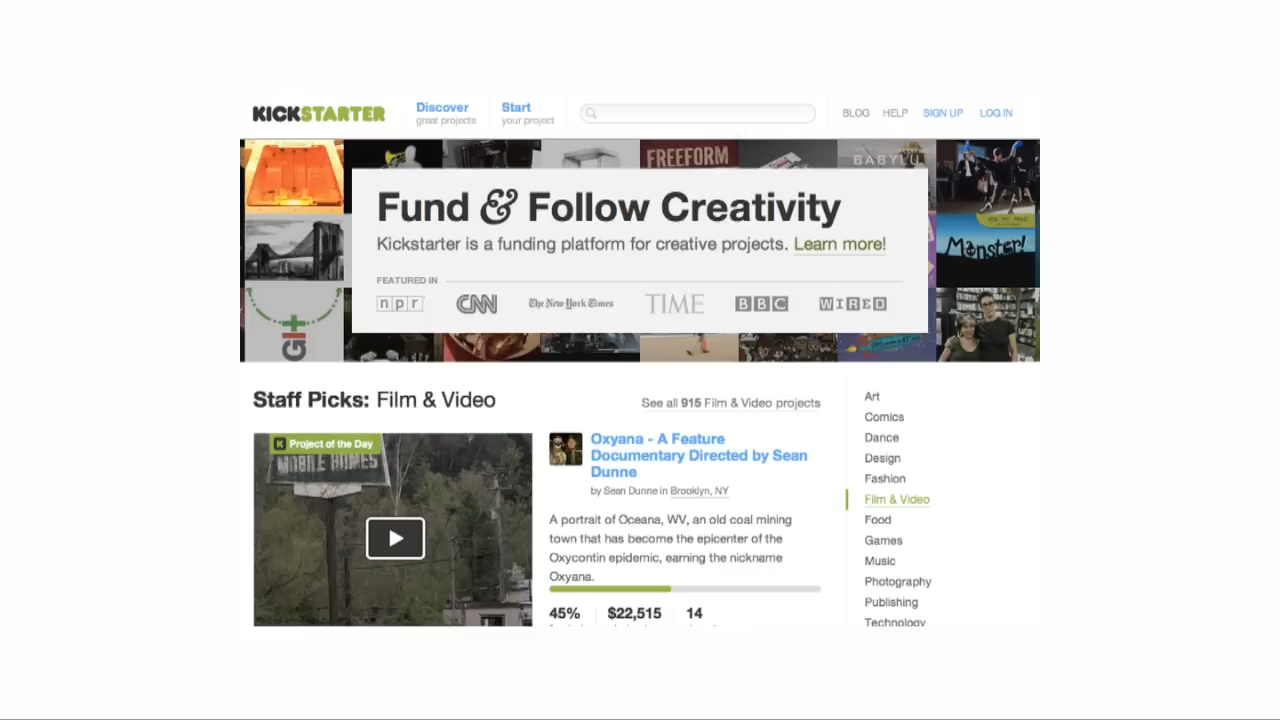 KICKSTARTER
Discover
great projects
Start
your project
BLOG HELP SIGN UP LOG IN
FREEFORM
BABYLU
Fund & Follow Creativity
Kickstarter is a funding platform for creative projects. Learn more!
FEATURED IN
npr CNN The New York Times TIME BBC WIRED
Monster!
GIt
Staff Picks: Film & Video
See all 915 Film & Video projects
K Project of the Day
MOBILE HOMES
Oxyana - A Feature
Documentary Directed by Sean
Dunne
by Sean Dunne in Brooklyn, NY
A portrait of Oceana, WV, an old coal mining
town that has become the epicenter of the
Oxycontin epidemic, earning the nickname
Oxyana.
45% $22,515 14
Art
Comics
Dance
Design
Fashion
Film & Video
Food
Games
Music
Photography
Publishing
Technology